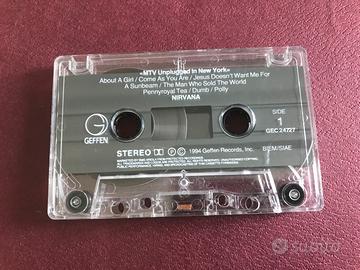 «MTV Unplugged In New York»
About A Girl / Come As You Are / Jesus Doesn't Want Me For
A Sunbeam / The Man Who Sold The World
Pennyroyal Tea / Dumb / Polly
NIRVANA
G
GEFFEN
SIDE
1
GEC 24727
STEREO
℗ © 1994 Geffen Records, Inc.
BIEM/SIAE
subito